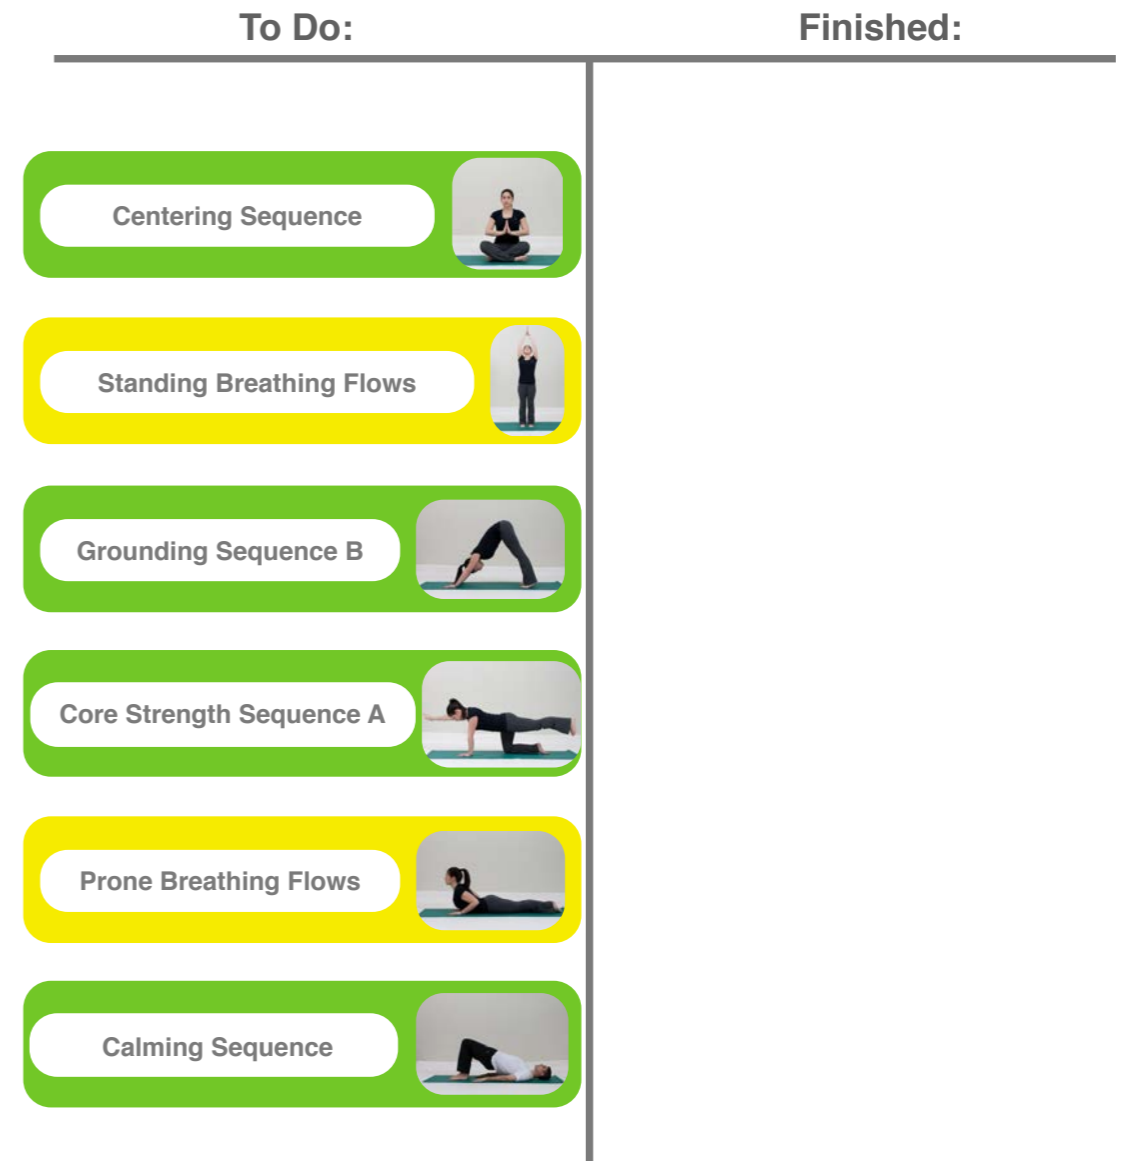 To Do:
Finished:
Centering Sequence
Standing Breathing Flows
Grounding Sequence B
Core Strength Sequence A
Prone Breathing Flows
Calming Sequence